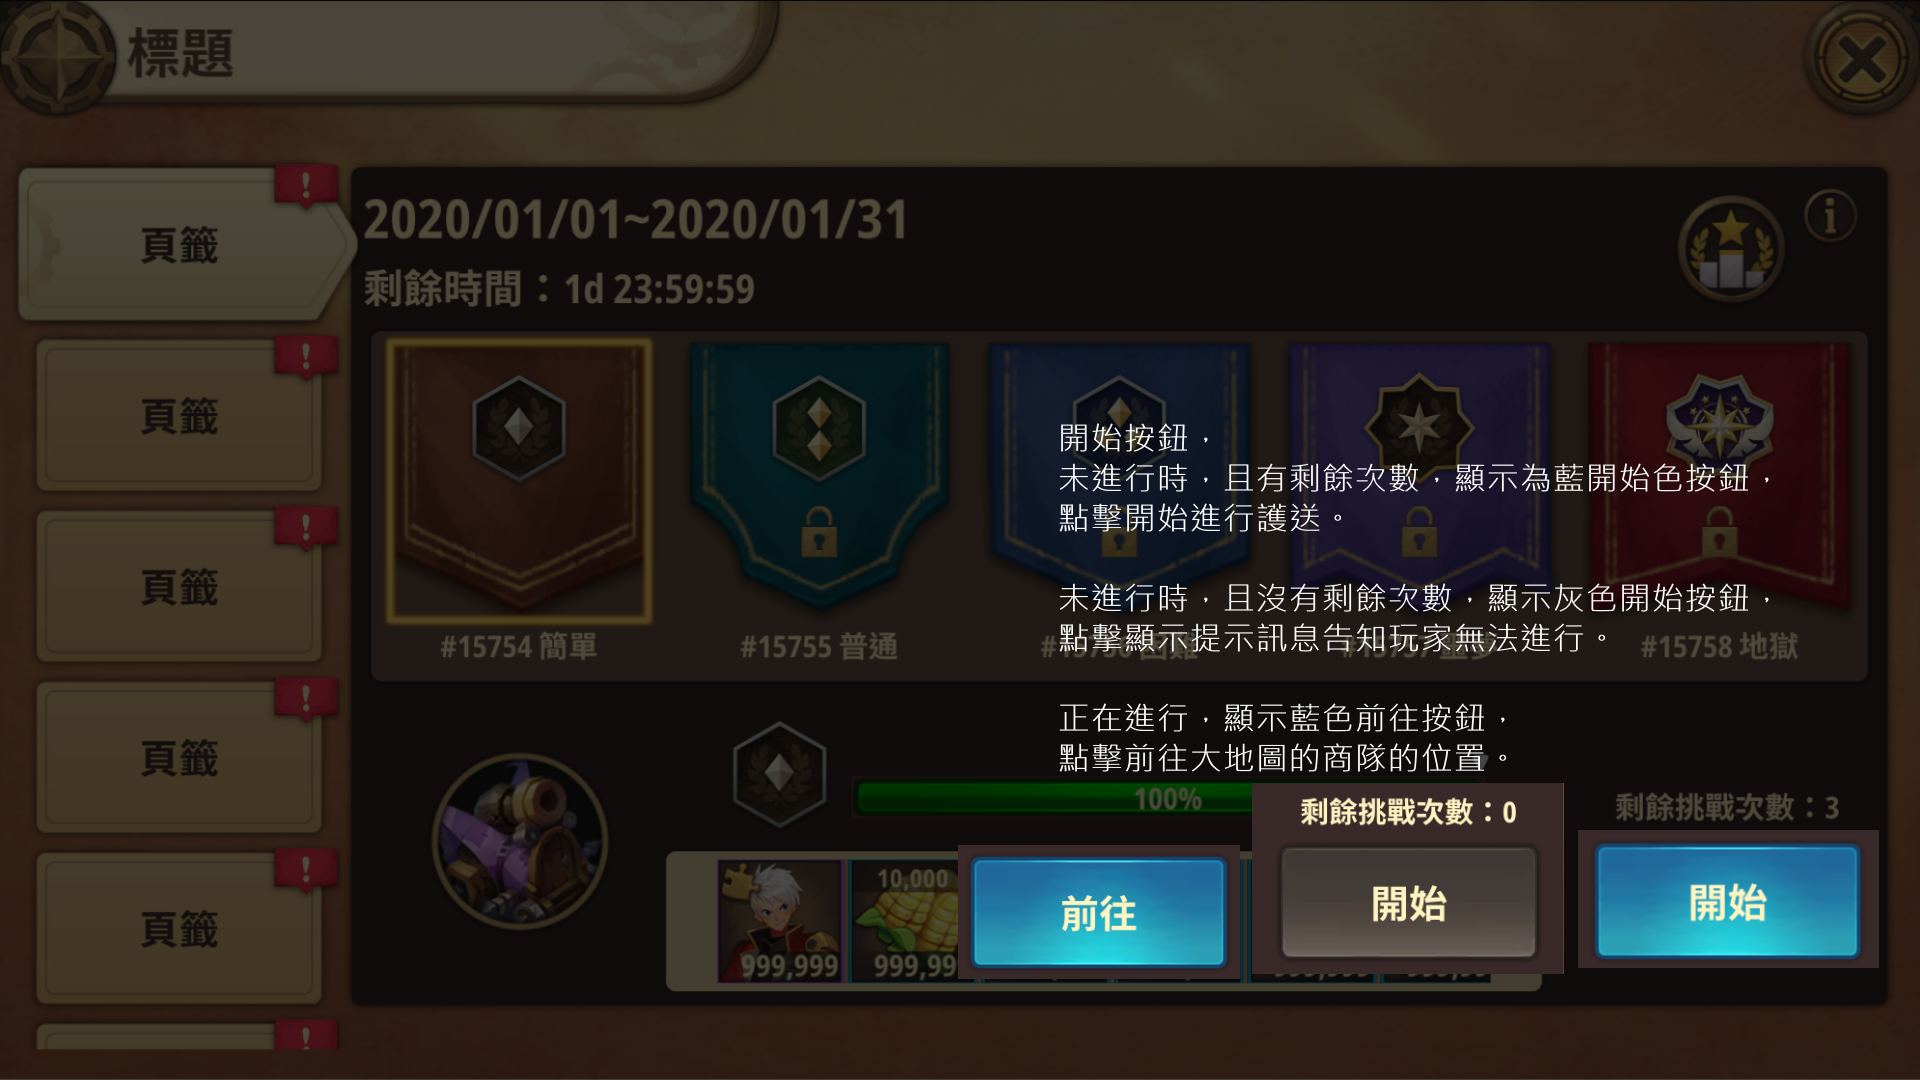 標題
頁籤
頁籤
頁籤
頁籤
頁籤
2020/01/01~2020/01/31
剩餘時間：1d 23:59:59
#15754 簡單
#15755 普通
#15758 地獄
開始按鈕，
未進行時，且有剩餘次數，顯示為藍開始色按鈕，
點擊開始進行護送。
未進行時，且沒有剩餘次數，顯示灰色開始按鈕，
點擊顯示提示訊息告知玩家無法進行。
正在進行，顯示藍色前往按鈕，
點擊前往大地圖的商隊的位置。
100%
剩餘挑戰次數：0
剩餘挑戰次數：3
10,000
999,999
前往
開始
開始